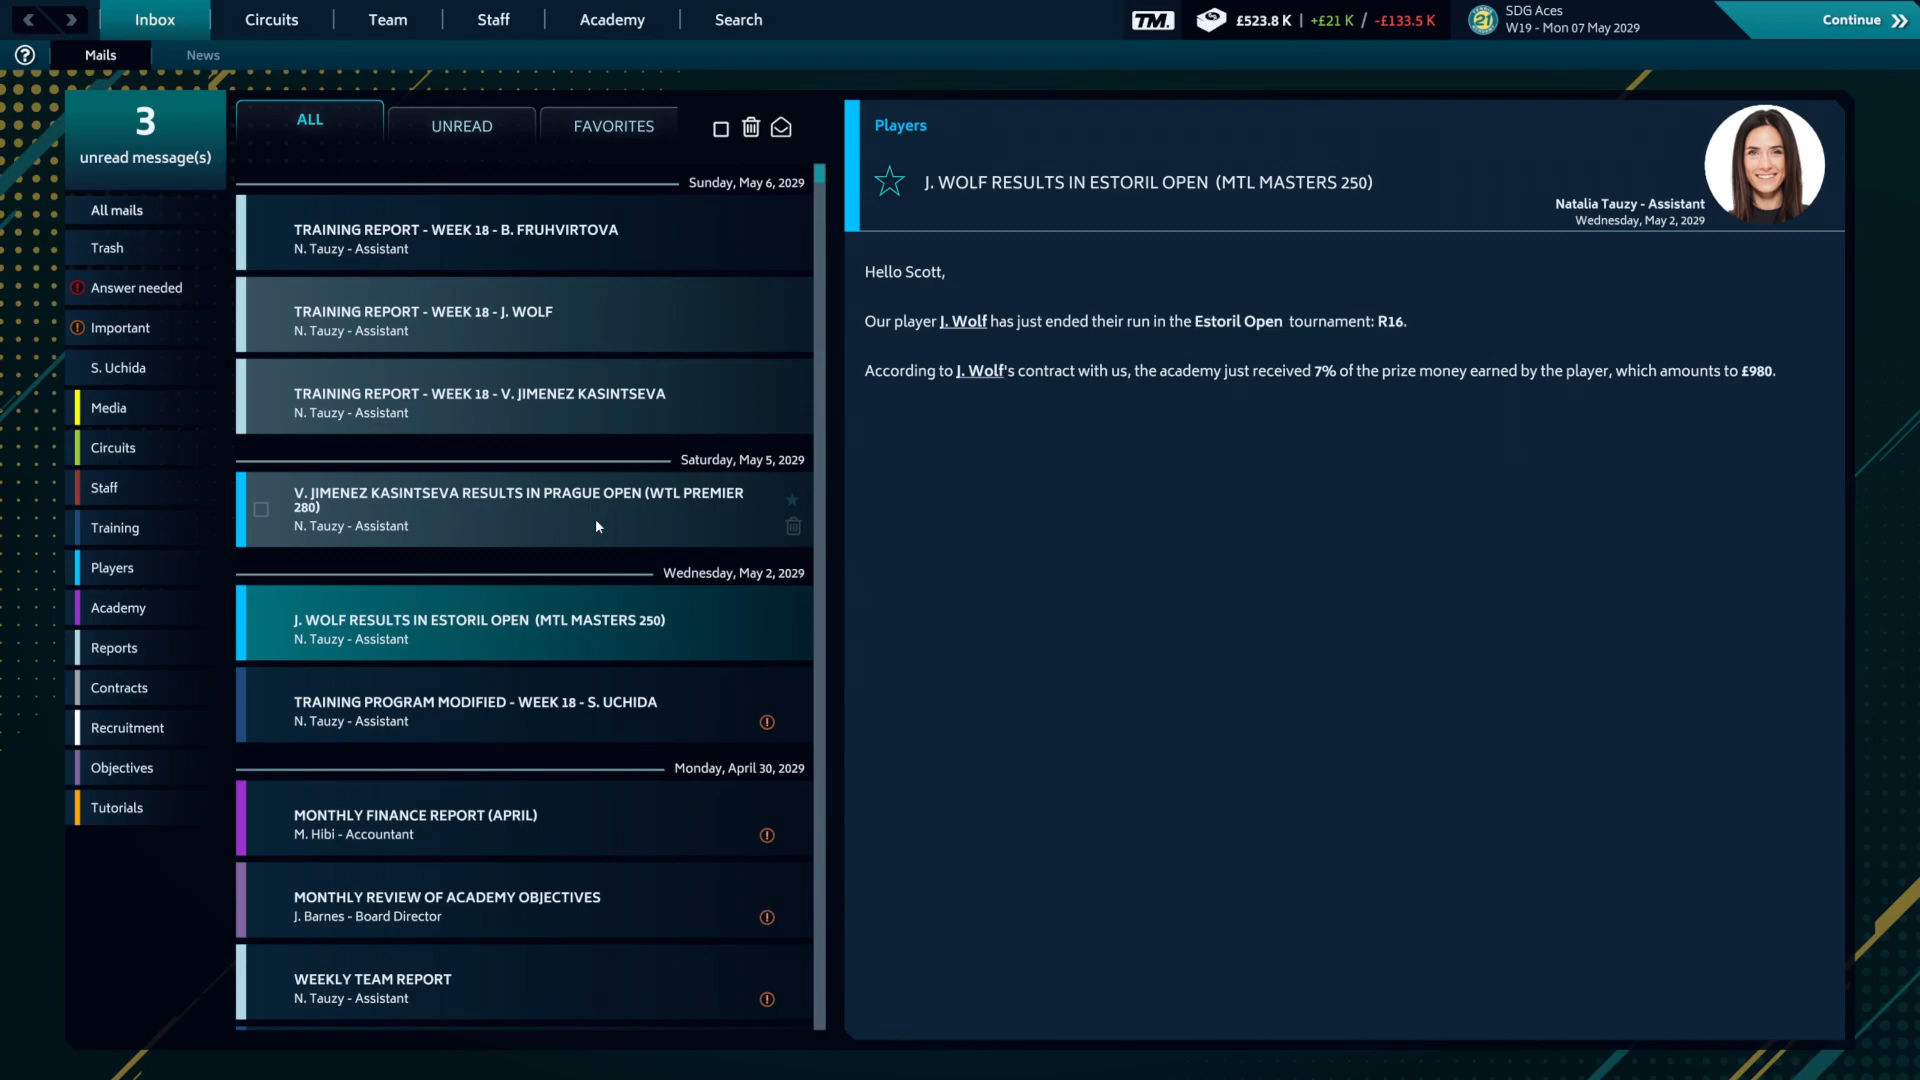 Inbox
Circuits
Team
Staff
Academy
Search
TM.
£523.8 K | +£21 K / -£133.5 K
21
SDG Aces
W19 - Mon 07 May 2029
Continue
Mails
News
3
unread message(s)
All mails
Trash
Answer needed
Important
S. Uchida
Media
Circuits
Staff
Training
Players
Academy
Reports
Contracts
Recruitment
Objectives
Tutorials
ALL
UNREAD
FAVORITES
Sunday, May 6, 2029
TRAINING REPORT - WEEK 18 - B. FRUHVIRTOVA
N. Tauzy - Assistant
TRAINING REPORT - WEEK 18 - J. WOLF
N. Tauzy - Assistant
TRAINING REPORT - WEEK 18 - V. JIMENEZ KASINTSEVA
N. Tauzy - Assistant
Saturday, May 5, 2029
V. JIMENEZ KASINTSEVA RESULTS IN PRAGUE OPEN (WTL PREMIER
280)
N. Tauzy - Assistant
Wednesday, May 2, 2029
J. WOLF RESULTS IN ESTORIL OPEN (MTL MASTERS 250)
N. Tauzy - Assistant
TRAINING PROGRAM MODIFIED - WEEK 18 - S. UCHIDA
N. Tauzy - Assistant
Monday, April 30, 2029
MONTHLY FINANCE REPORT (APRIL)
M. Hibi - Accountant
MONTHLY REVIEW OF ACADEMY OBJECTIVES
J. Barnes - Board Director
WEEKLY TEAM REPORT
N. Tauzy - Assistant
Players
J. WOLF RESULTS IN ESTORIL OPEN (MTL MASTERS 250)
Natalia Tauzy - Assistant
Wednesday, May 2, 2029
Hello Scott,
Our player J. Wolf has just ended their run in the Estoril Open tournament: R16.
According to J. Wolf's contract with us, the academy just received 7% of the prize money earned by the player, which amounts to £980.